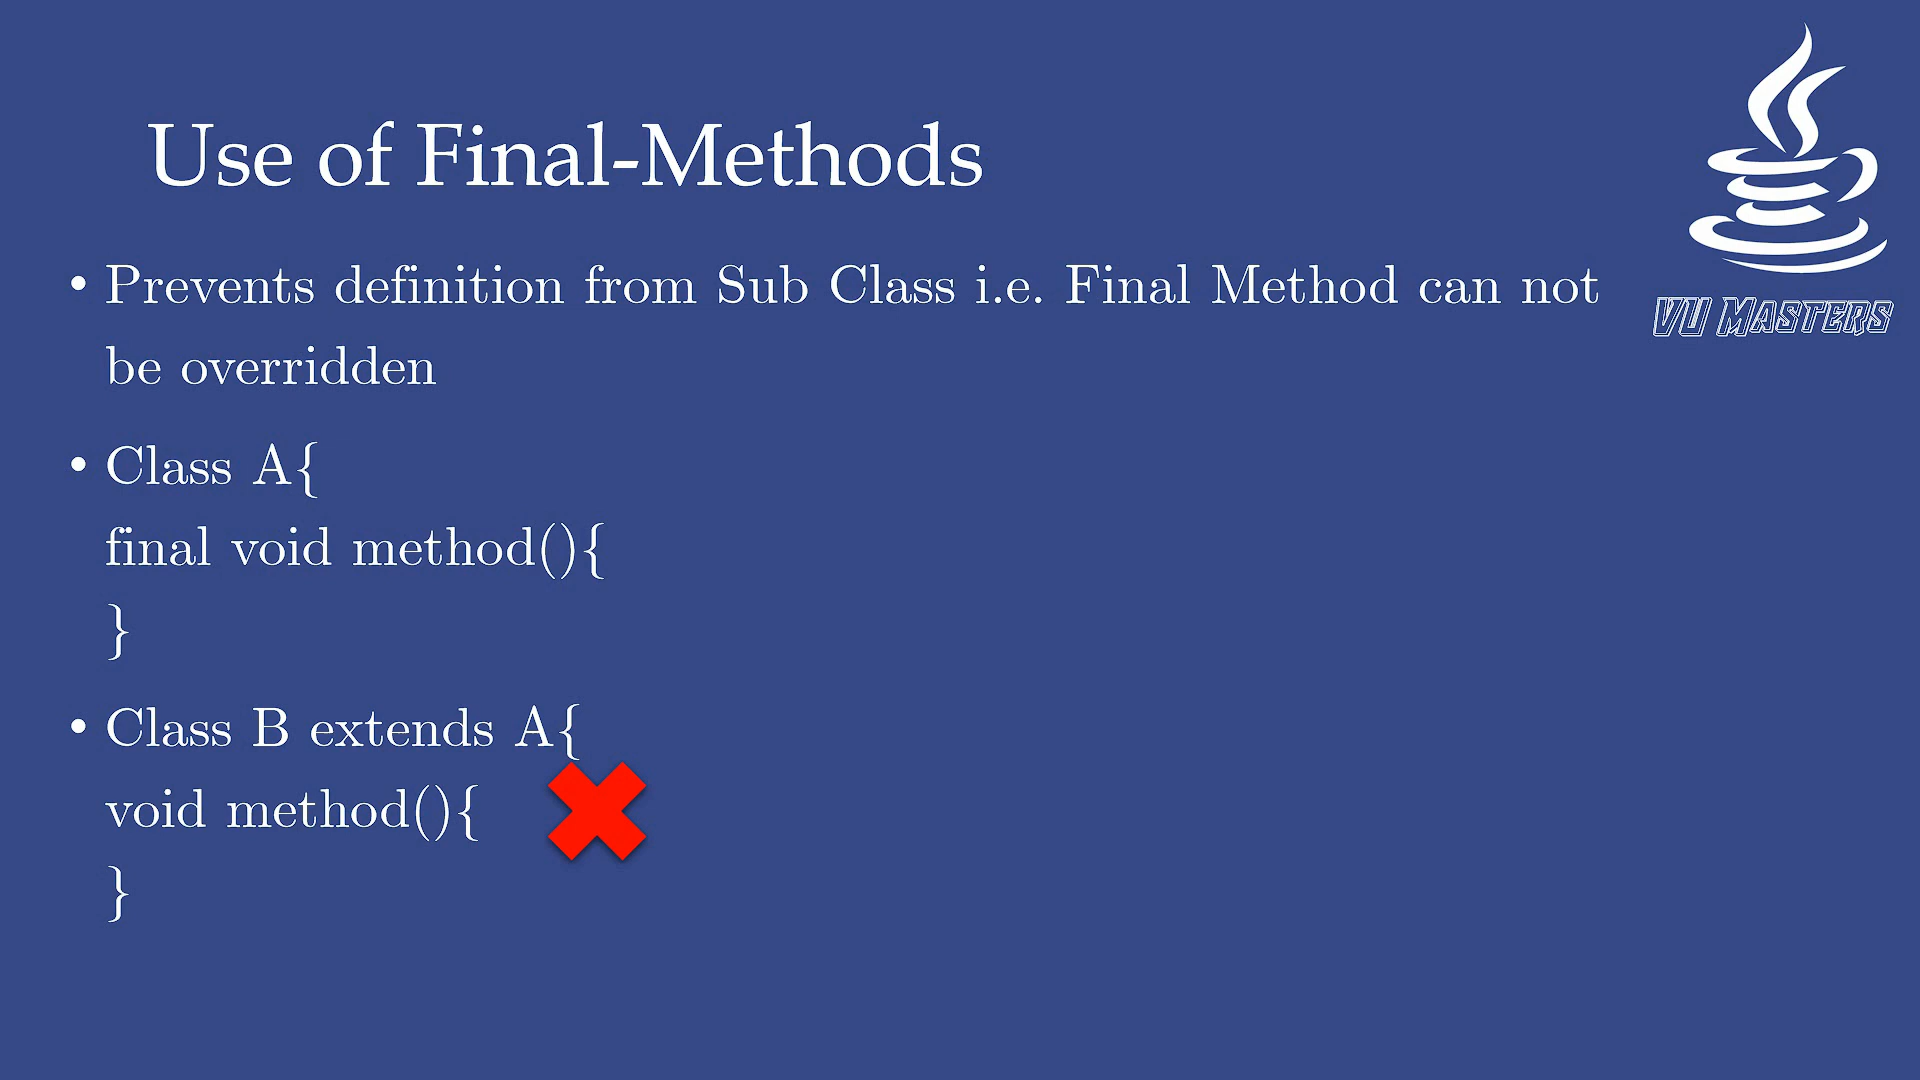 Use of Final-Methods
• Prevents definition from Sub Class i.e. Final Method can not
be overridden
• Class A{
final void method(){
}
• Class B extends A{
void method(){
}
VU Masters